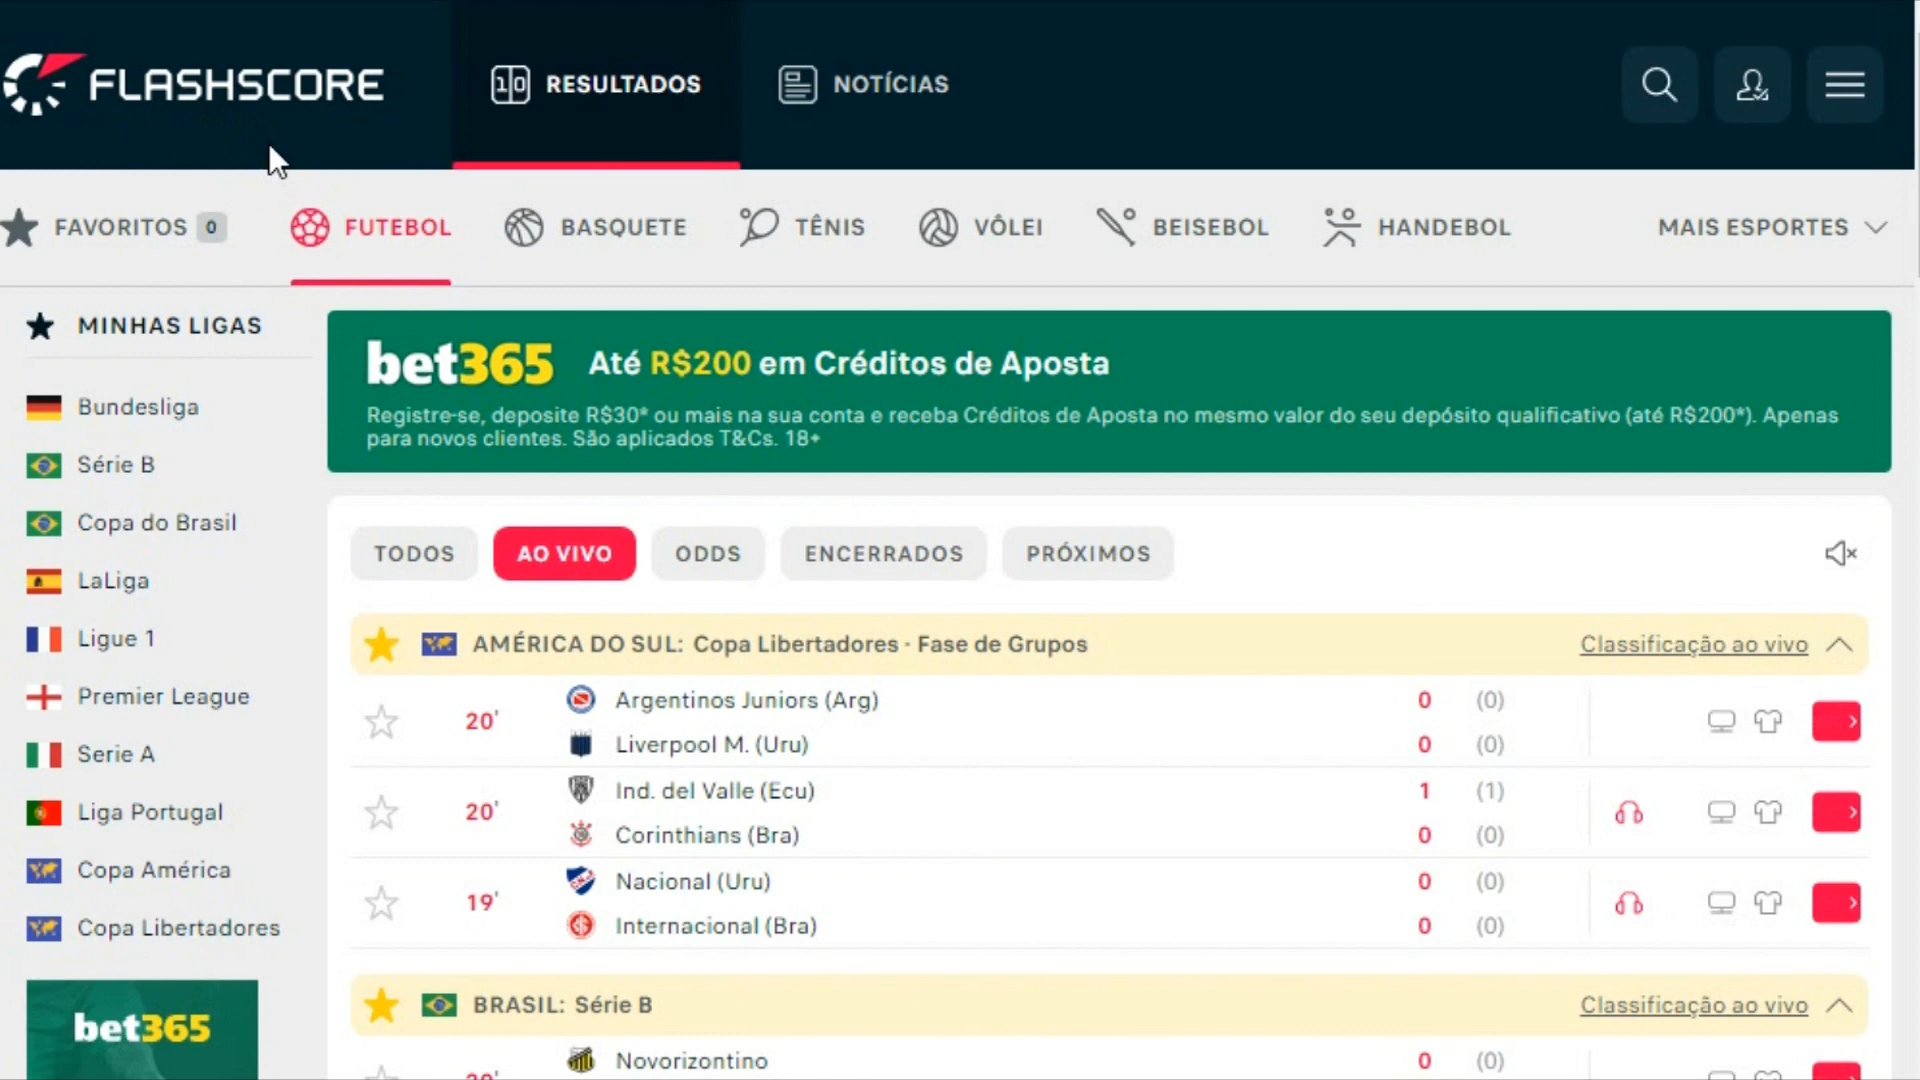 FLASHSCORE
RESULTADOS
NOTÍCIAS
FAVORITOS 0
FUTEBOL
BASQUETE
TÊNIS
VÔLEI
BEISEBOL
HANDEBOL
MAIS ESPORTES
MINHAS LIGAS
Bundesliga
Série B
Copa do Brasil
LaLiga
Ligue 1
Premier League
Serie A
Liga Portugal
Copa América
Copa Libertadores
bet365
bet365 Até R$200 em Créditos de Aposta
Registre-se, deposite R$30* ou mais na sua conta e receba Créditos de Aposta no mesmo valor do seu depósito qualificativo (até R$200*). Apenas
para novos clientes. São aplicados T&Cs. 18+
TODOS
AO VIVO
ODDS
ENCERRADOS
PRÓXIMOS
AMÉRICA DO SUL: Copa Libertadores - Fase de Grupos Classificação ao vivo
20'
Argentinos Juniors (Arg) 0 (0)
Liverpool M. (Uru) 0 (0)
20'
Ind. del Valle (Ecu) 1 (1)
Corinthians (Bra) 0 (0)
19'
Nacional (Uru) 0 (0)
Internacional (Bra) 0 (0)
BRASIL: Série B Classificação ao vivo
Novorizontino 0 (0)